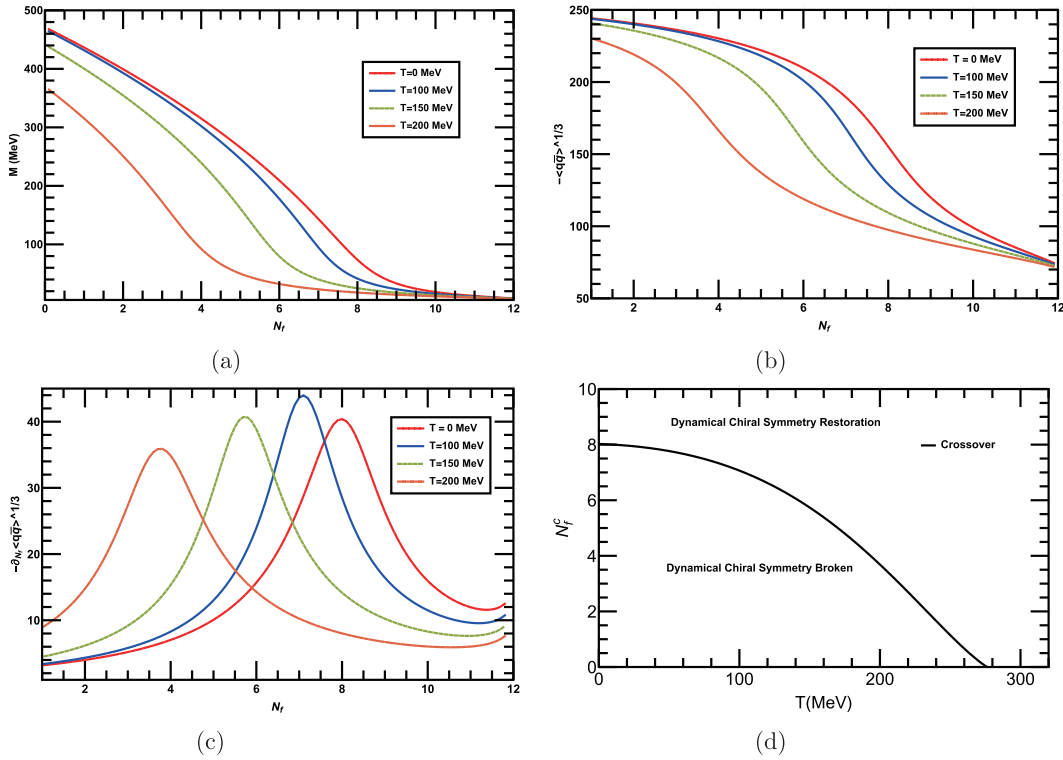 500
400
300
200
100
M (MeV)
0
2
4
6
8
10
12
N_f
T=0 MeV
T=100 MeV
T=150 MeV
T=200 MeV
(a)
250
200
150
100
50
−<qq̅>^1/3
2
4
6
8
10
12
N_f
T = 0 MeV
T=100 MeV
T=150 MeV
T=200 MeV
(b)
40
30
20
10
−∂_{N_f}<qq̅>^1/3
2
4
6
8
10
12
N_f
T = 0 MeV
T=100 MeV
T=150 MeV
T=200 MeV
(c)
10
8
6
4
2
0
N_f^c
Dynamical Chiral Symmetry Restoration
Crossover
Dynamical Chiral Symmetry Broken
0
100
200
300
T(MeV)
(d)